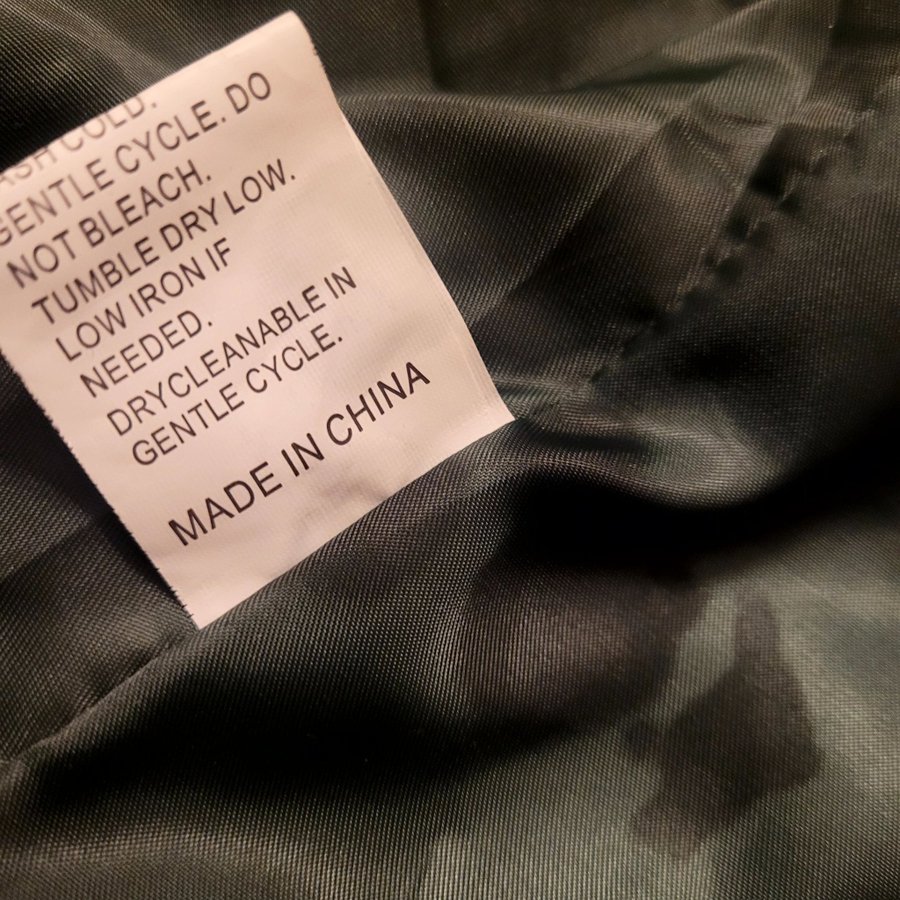 COLD.
GENTLE CYCLE. DO
NOT BLEACH.
TUMBLE DRY LOW.
LOW IRON IF
NEEDED.
DRYCLEANABLE IN
GENTLE CYCLE.
MADE IN CHINA